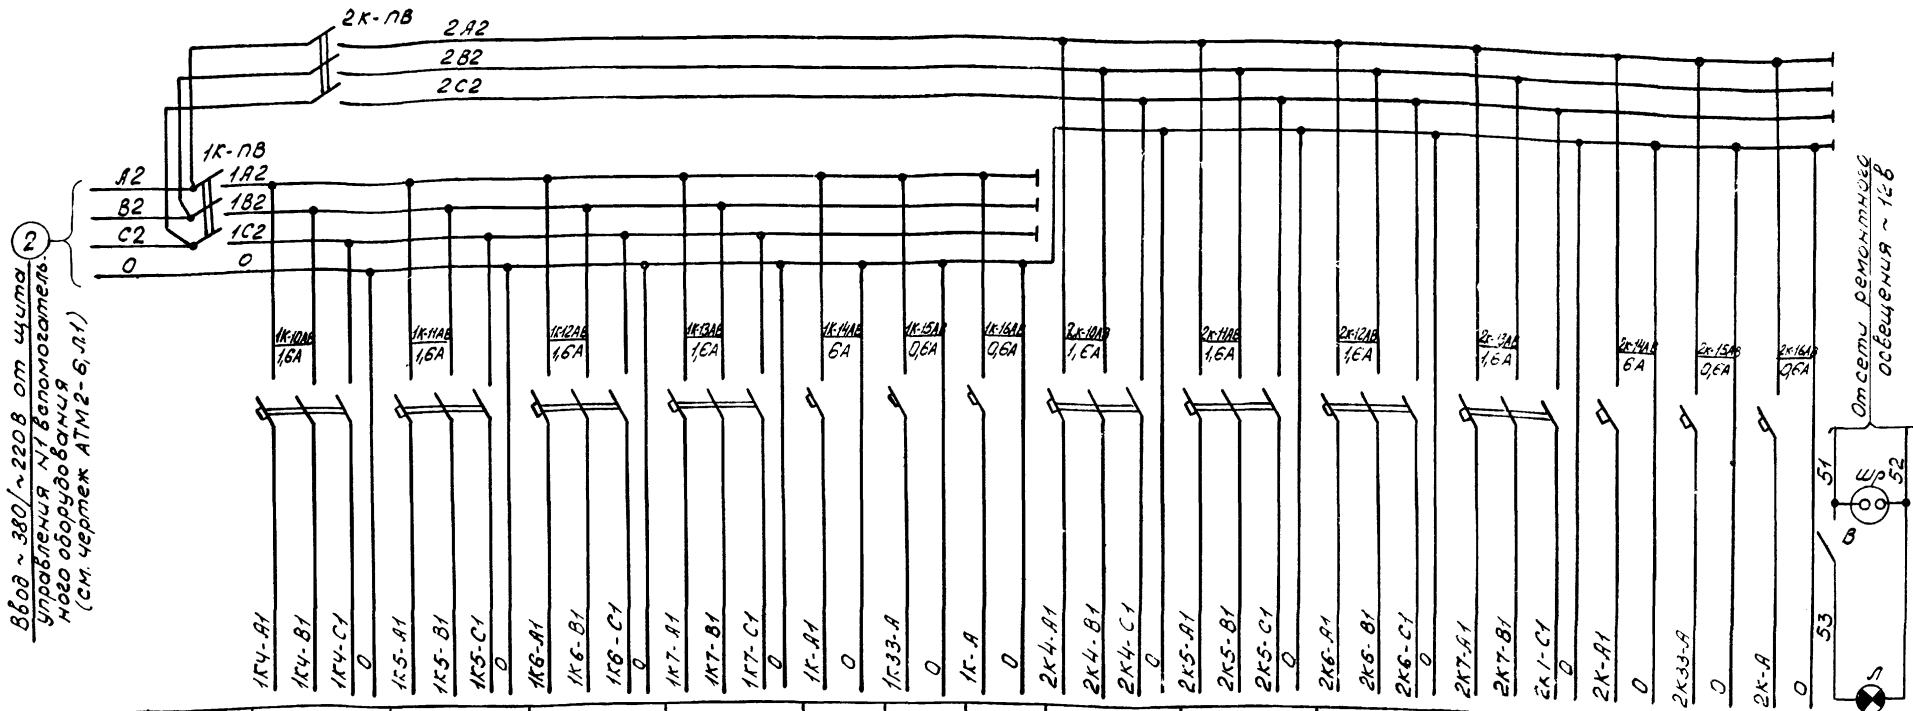 2К-ПВ
2А2
2В2
2С2
1К-ПВ
А2
1А2
В2
1В2
С2
1С2
0
0
2
Ввод ~380/~220В от щита
управления №1 вспомогатель-
ного оборудования
(см. чертеж АТМ2-6, л.1)
1К-10АВ
1,6А
1К-11АВ
1,6А
1К-12АВ
1,6А
1К-13АВ
1,6А
1К-14АВ
6А
1К-15АВ
0,6А
1К-16АВ
0,6А
2К-10АВ
1,6А
2К-11АВ
1,6А
2К-12АВ
1,6А
2К-13АВ
1,6А
2К-14АВ
6А
2К-15АВ
0,6А
2К-16АВ
0,6А
От сети ремонтного
освещения ~12В
51
ШР
52
В
53
Л
1К4-А1
1К4-В1
1К4-С1
0
1К5-А1
1К5-В1
1К5-С1
0
1К6-А1
1К6-В1
1К6-С1
0
1К7-А1
1К7-В1
1К7-С1
0
1К-А1
0
1К33-А
0
1К-А
0
2К4-А1
2К4-В1
2К4-С1
0
2К5-А1
2К5-В1
2К5-С1
0
2К6-А1
2К6-В1
2К6-С1
0
2К7-А1
2К7-В1
2К7-С1
0
2К-А1
0
2К33-А
0
2К-А
0